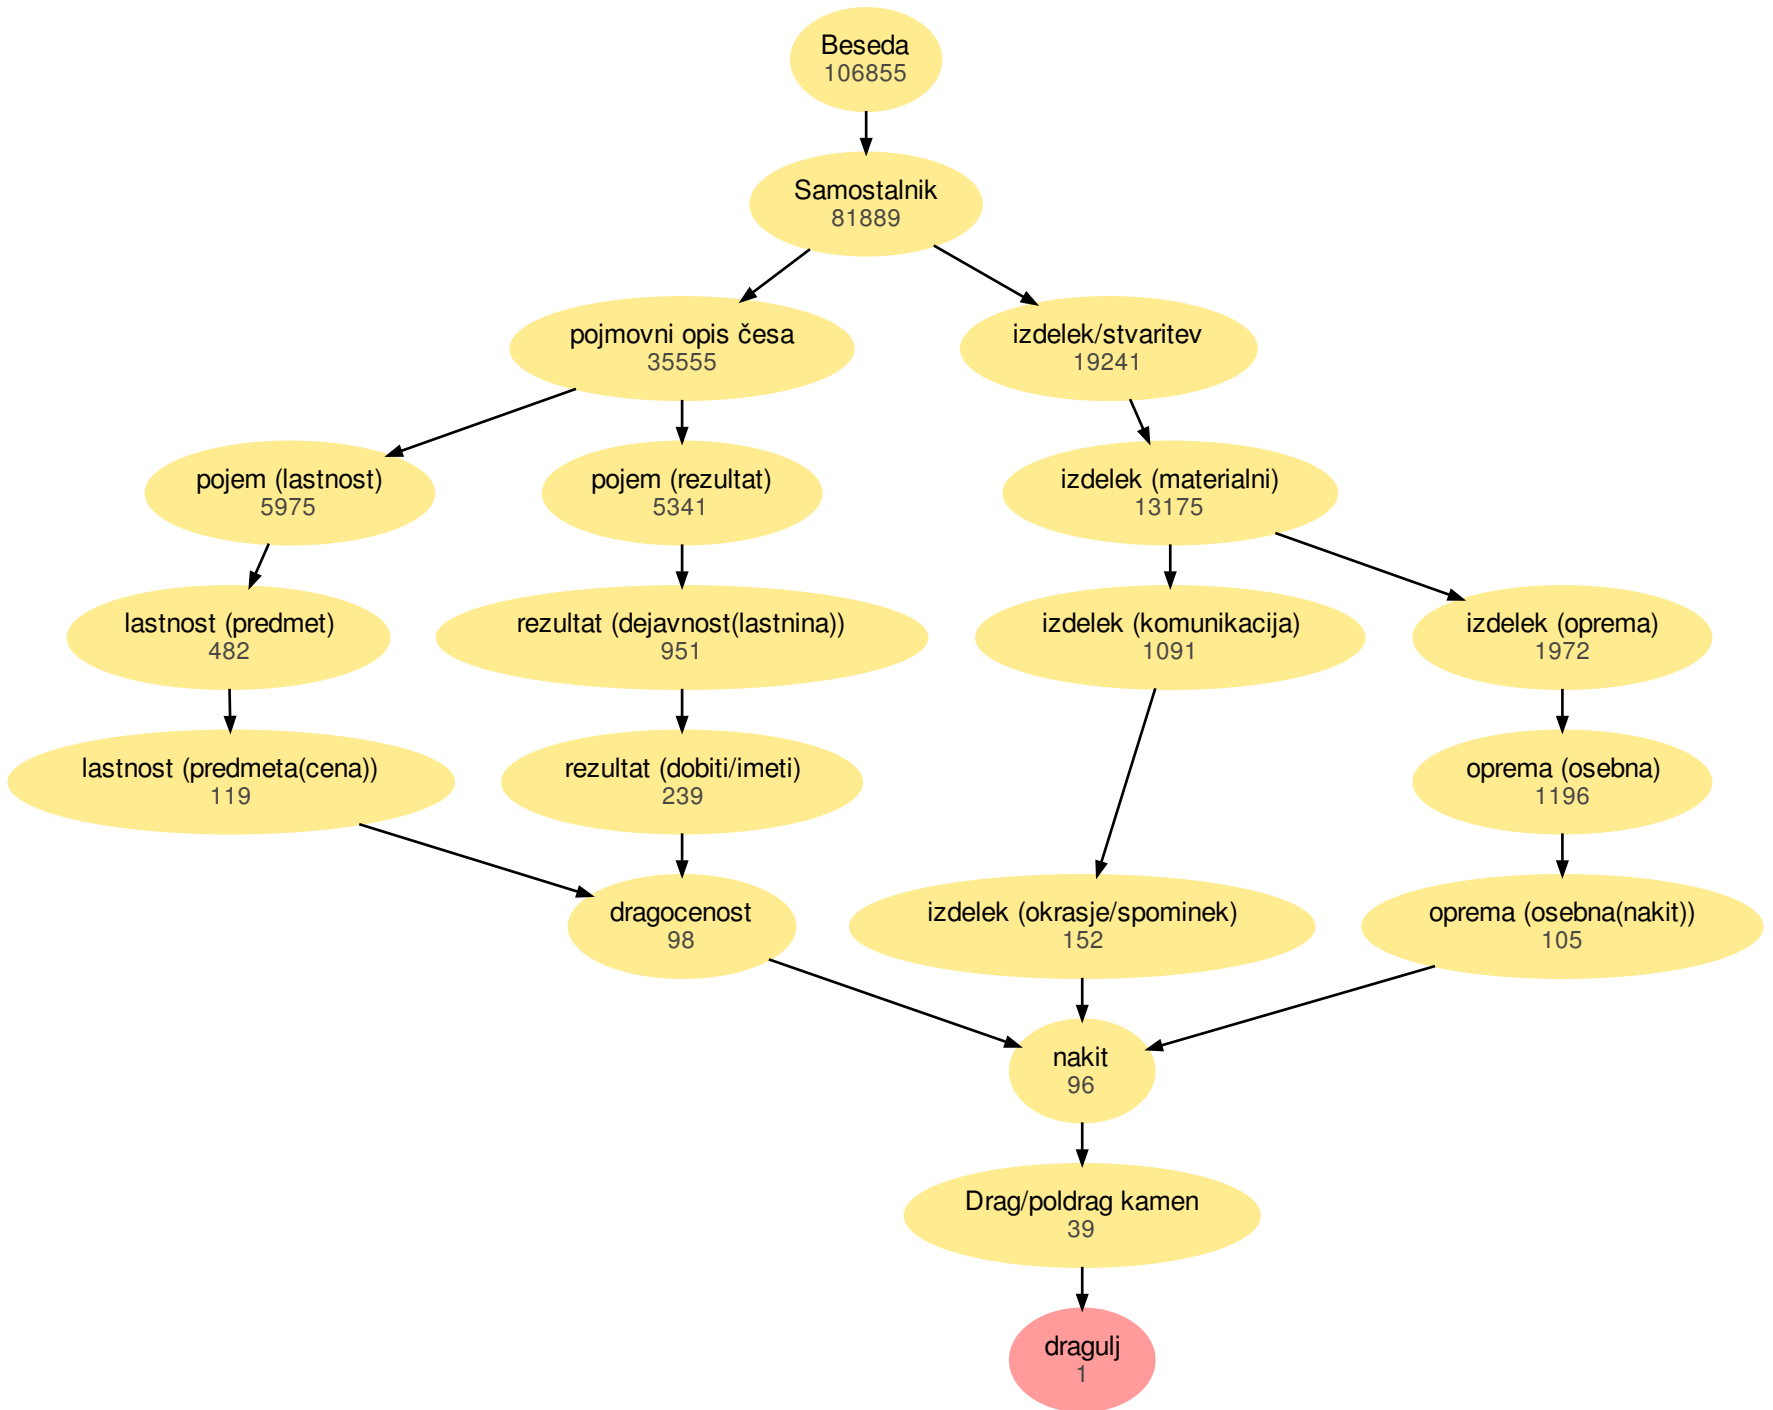 Beseda
106855
Samostalnik
81889
pojmovni opis česa
35555
izdelek/stvaritev
19241
pojem (lastnost)
5975
pojem (rezultat)
5341
izdelek (materialni)
13175
lastnost (predmet)
482
rezultat (dejavnost(lastnina))
951
izdelek (komunikacija)
1091
izdelek (oprema)
1972
lastnost (predmeta(cena))
119
rezultat (dobiti/imeti)
239
oprema (osebna)
1196
dragocenost
98
izdelek (okrasje/spominek)
152
oprema (osebna(nakit))
105
nakit
96
Drag/poldrag kamen
39
dragulj
1